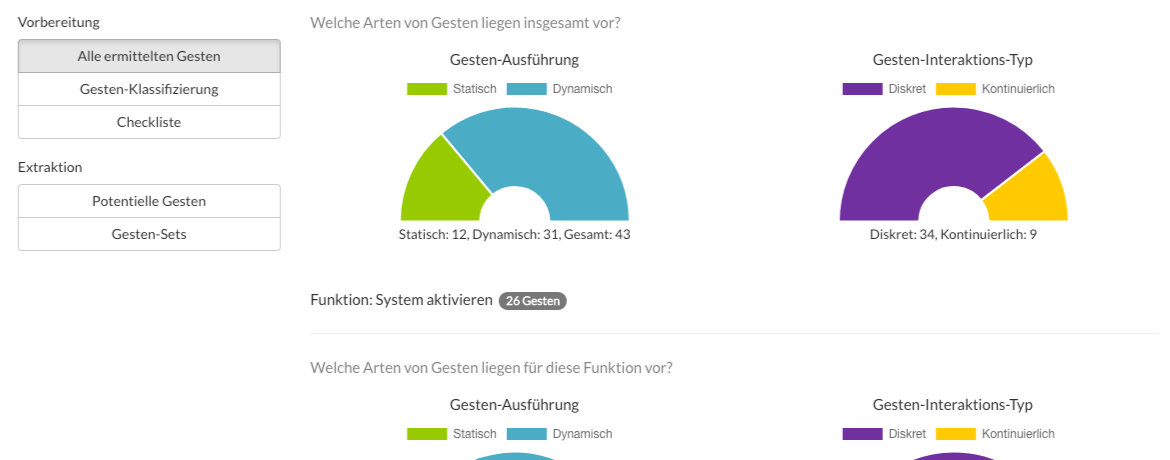 Vorbereitung
Alle ermittelten Gesten
Gesten-Klassifizierung
Checkliste
Extraktion
Potentielle Gesten
Gesten-Sets
Welche Arten von Gesten liegen insgesamt vor?
Gesten-Ausführung
Statisch Dynamisch
Statisch: 12, Dynamisch: 31, Gesamt: 43
Gesten-Interaktions-Typ
Diskret Kontinuierlich
Diskret: 34, Kontinuierlich: 9
Funktion: System aktivieren 26 Gesten
Welche Arten von Gesten liegen für diese Funktion vor?
Gesten-Ausführung
Statisch Dynamisch
Gesten-Interaktions-Typ
Diskret Kontinuierlich